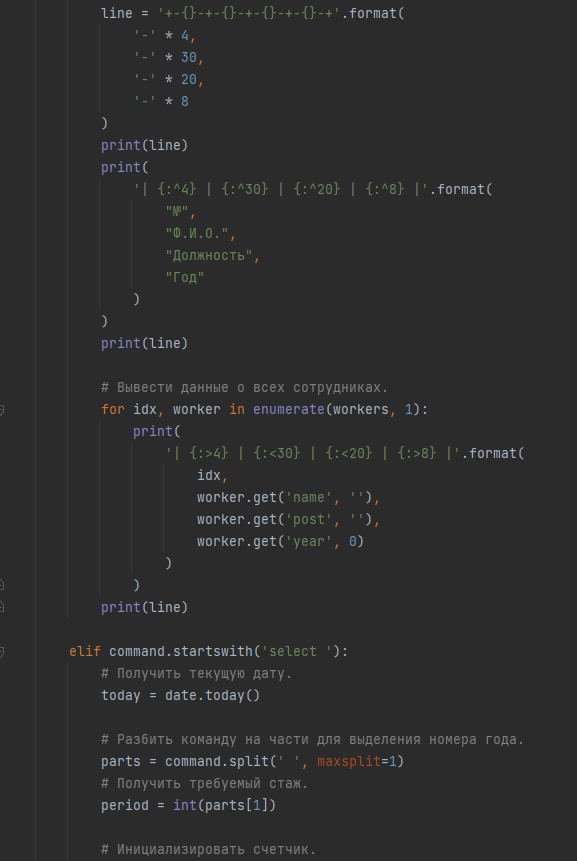 line = '+-{}-+-{}-+-{}-+-{}-+'.format(
'-' * 4,
'-' * 30,
'-' * 20,
'-' * 8
)
print(line)
print(
'| {:^4} | {:^30} | {:^20} | {:^8} |'.format(
"№",
"Ф.И.О.",
"Должность",
"Год"
)
)
print(line)
# Вывести данные о всех сотрудниках.
for idx, worker in enumerate(workers, 1):
print(
'| {:>4} | {:<30} | {:<20} | {:>8} |'.format(
idx,
worker.get('name', ''),
worker.get('post', ''),
worker.get('year', 0)
)
)
print(line)
elif command.startswith('select '):
# Получить текущую дату.
today = date.today()
# Разбить команду на части для выделения номера года.
parts = command.split(' ', maxsplit=1)
# Получить требуемый стаж.
period = int(parts[1])
# Инициализировать счетчик.